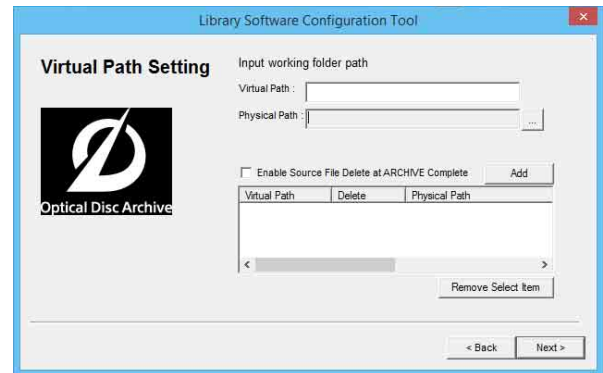 Library Software Configuration Tool
Virtual Path Setting
Input working folder path
Virtual Path :
Physical Path :
...
Optical Disc Archive
Enable Source File Delete at ARCHIVE Complete
Add
Virtual Path Delete Physical Path
Remove Select Item
< Back Next >